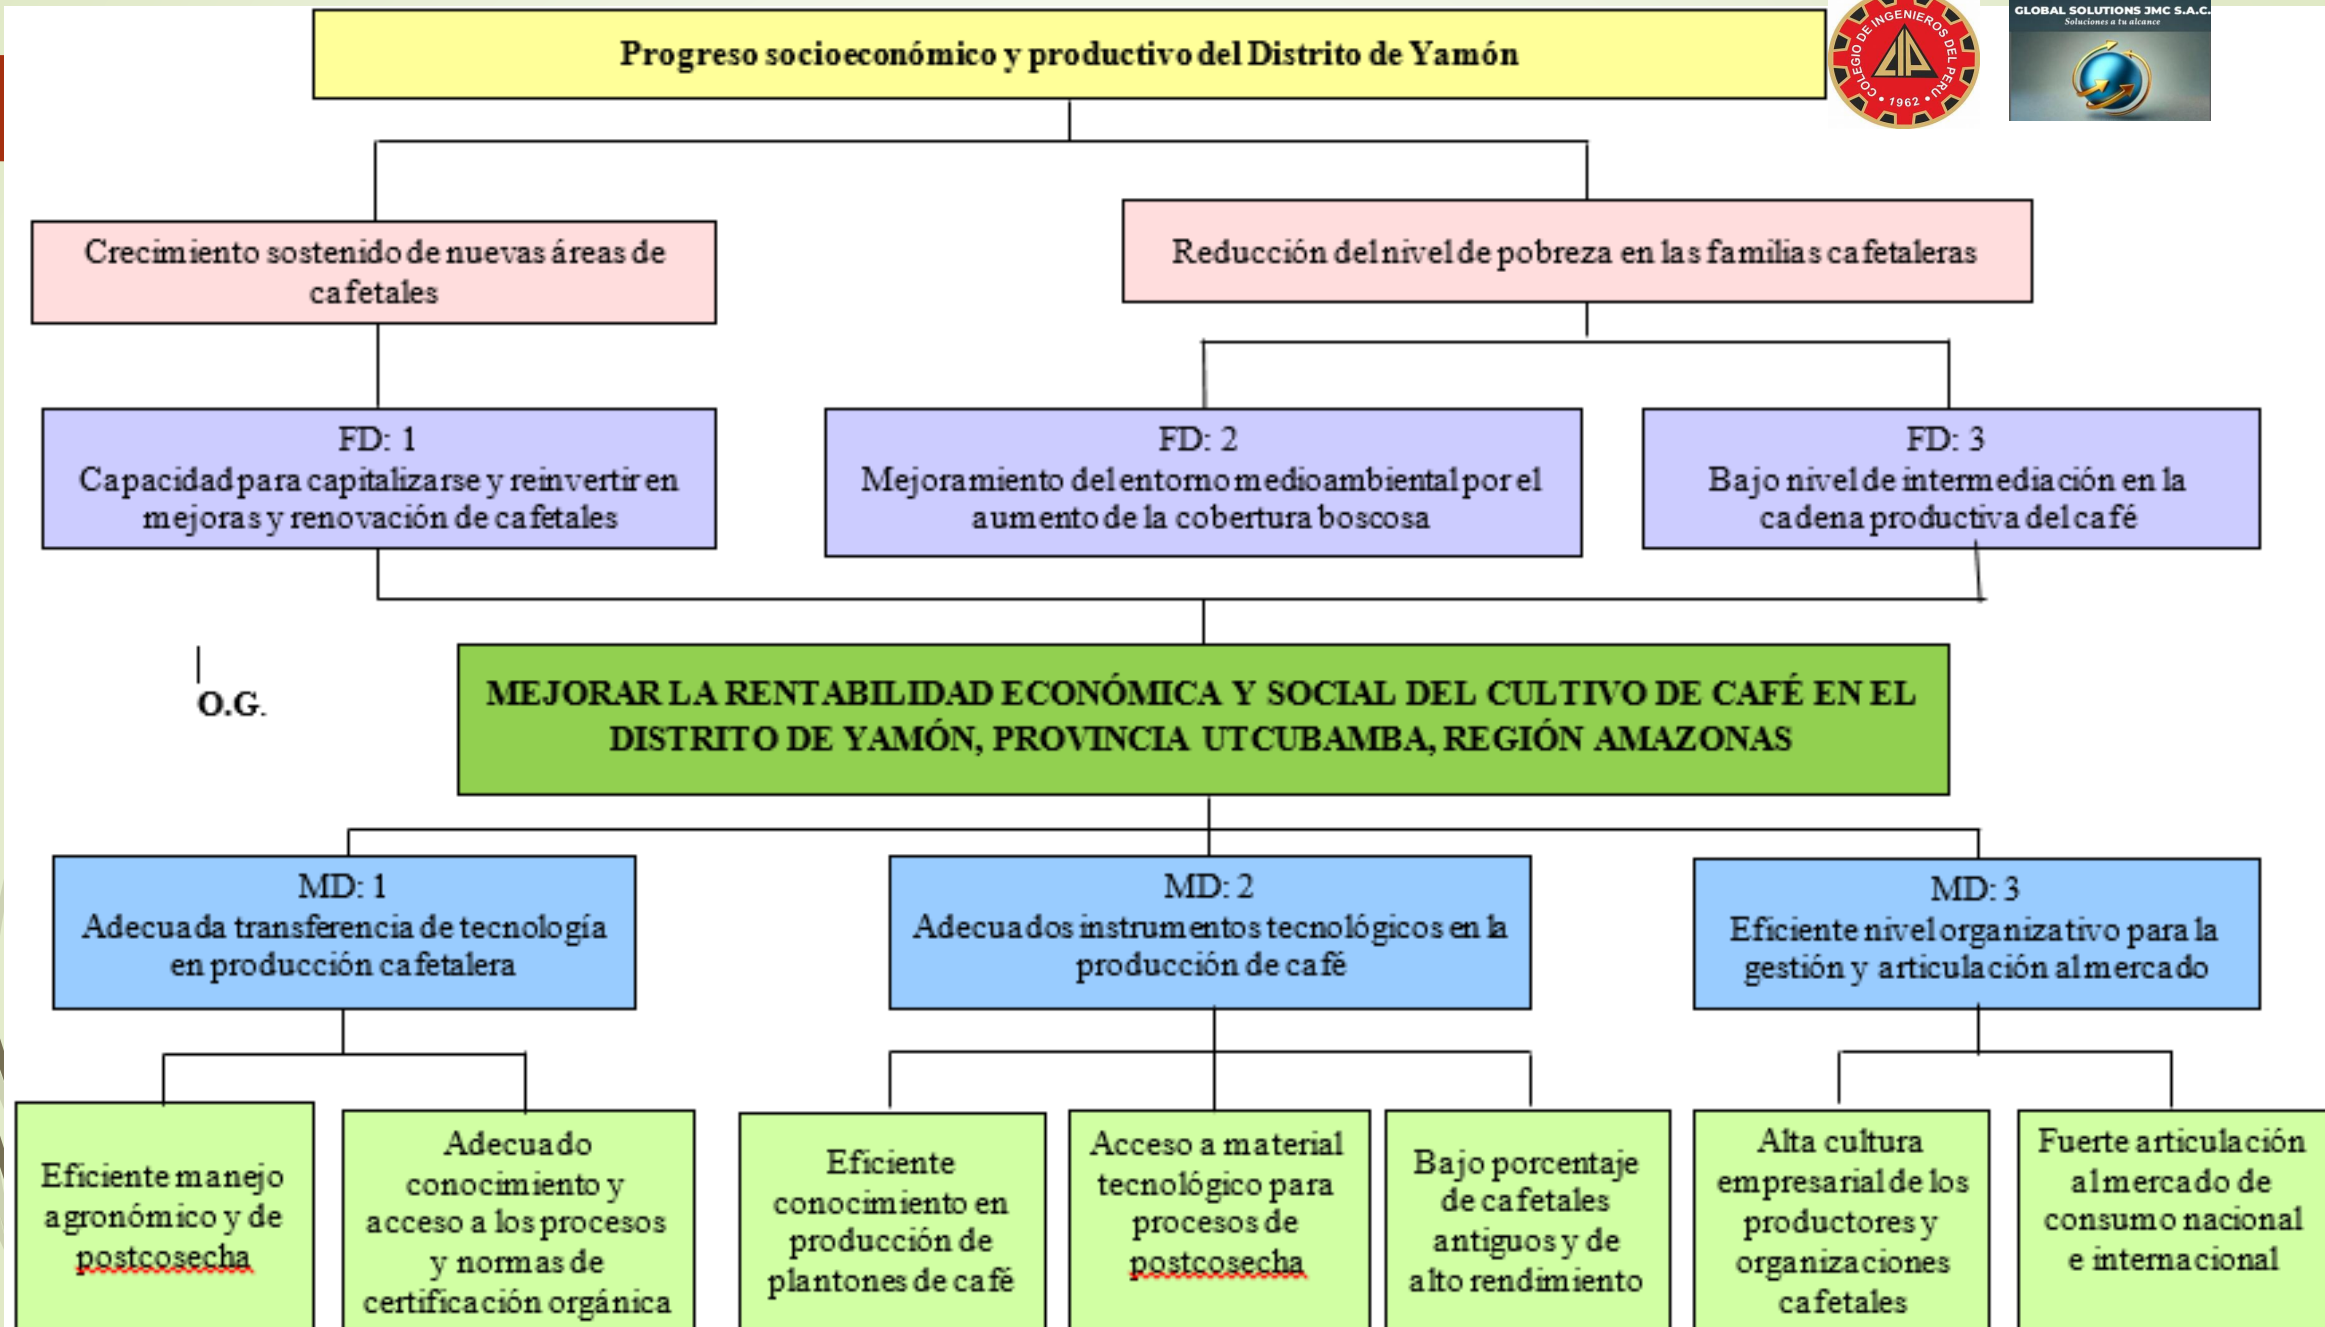 Progreso socioeconómico y productivo del Distrito de Yamón
COLEGIO DE INGENIEROS DEL PERU
• 1962 •
CIP
GLOBAL SOLUTIONS JMC S.A.C.
Soluciones a tu alcance
Crecimiento sostenido de nuevas áreas de
cafetales
Reducción del nivel de pobreza en las familias cafetaleras
FD: 1
Capacidad para capitalizarse y reinvertir en
mejoras y renovación de cafetales
FD: 2
Mejoramiento del entorno medioambiental por el
aumento de la cobertura boscosa
FD: 3
Bajo nivel de intermediación en la
cadena productiva del café
O.G.
MEJORAR LA RENTABILIDAD ECONÓMICA Y SOCIAL DEL CULTIVO DE CAFÉ EN EL
DISTRITO DE YAMÓN, PROVINCIA UTCUBAMBA, REGIÓN AMAZONAS
MD: 1
Adecuada transferencia de tecnología
en producción cafetalera
MD: 2
Adecuados instrumentos tecnológicos en la
producción de café
MD: 3
Eficiente nivel organizativo para la
gestión y articulación al mercado
Eficiente manejo
agronómico y de
postcosecha
Adecuado
conocimiento y
acceso a los procesos
y normas de
certificación orgánica
Eficiente
conocimiento en
producción de
plantones de café
Acceso a material
tecnológico para
procesos de
postcosecha
Bajo porcentaje
de cafetales
antiguos y de
alto rendimiento
Alta cultura
empresarial de los
productores y
organizaciones
cafetales
Fuerte articulación
al mercado de
consumo nacional
e internacional